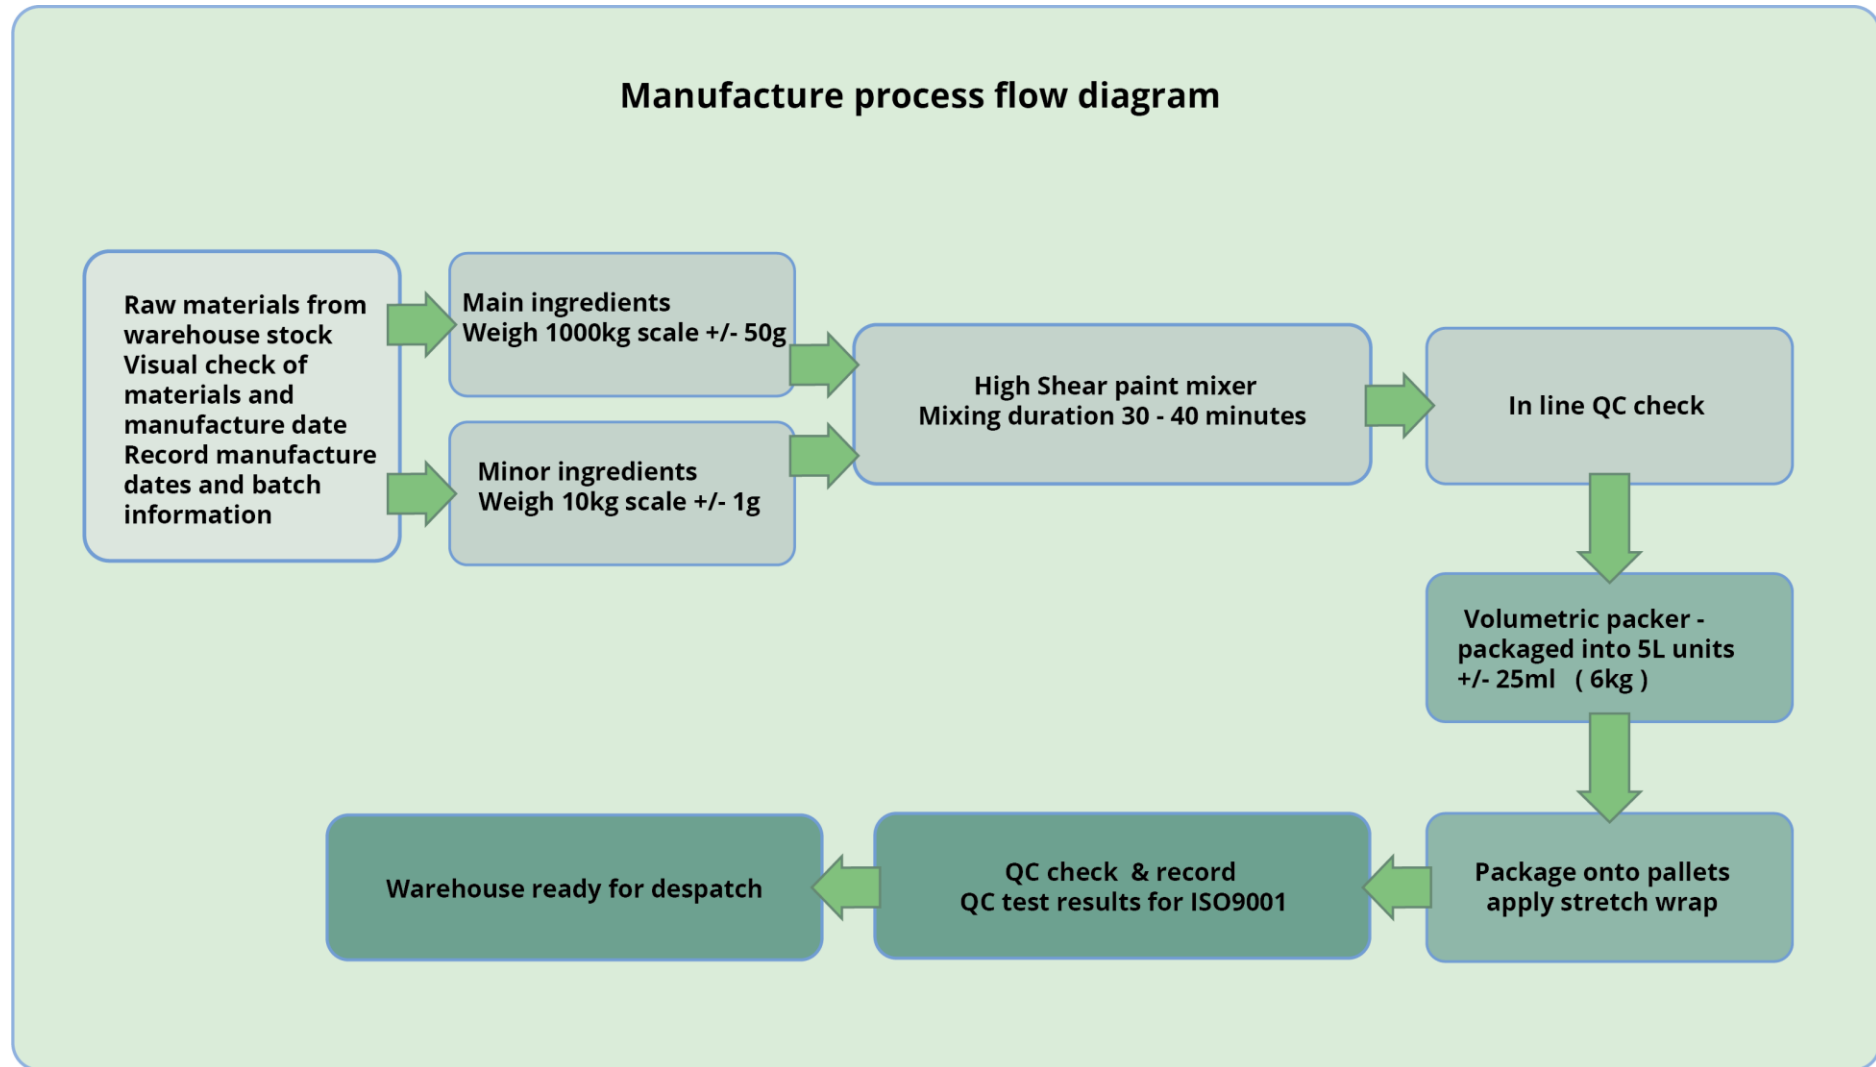 Manufacture process flow diagram
Raw materials from
warehouse stock
Visual check of
materials and
manufacture date
Record manufacture
dates and batch
information
Main ingredients
Weigh 1000kg scale +/- 50g
Minor ingredients
Weigh 10kg scale +/- 1g
High Shear paint mixer
Mixing duration 30 - 40 minutes
In line QC check
Volumetric packer -
packaged into 5L units
+/- 25ml ( 6kg )
Package onto pallets
apply stretch wrap
QC check & record
QC test results for ISO9001
Warehouse ready for despatch